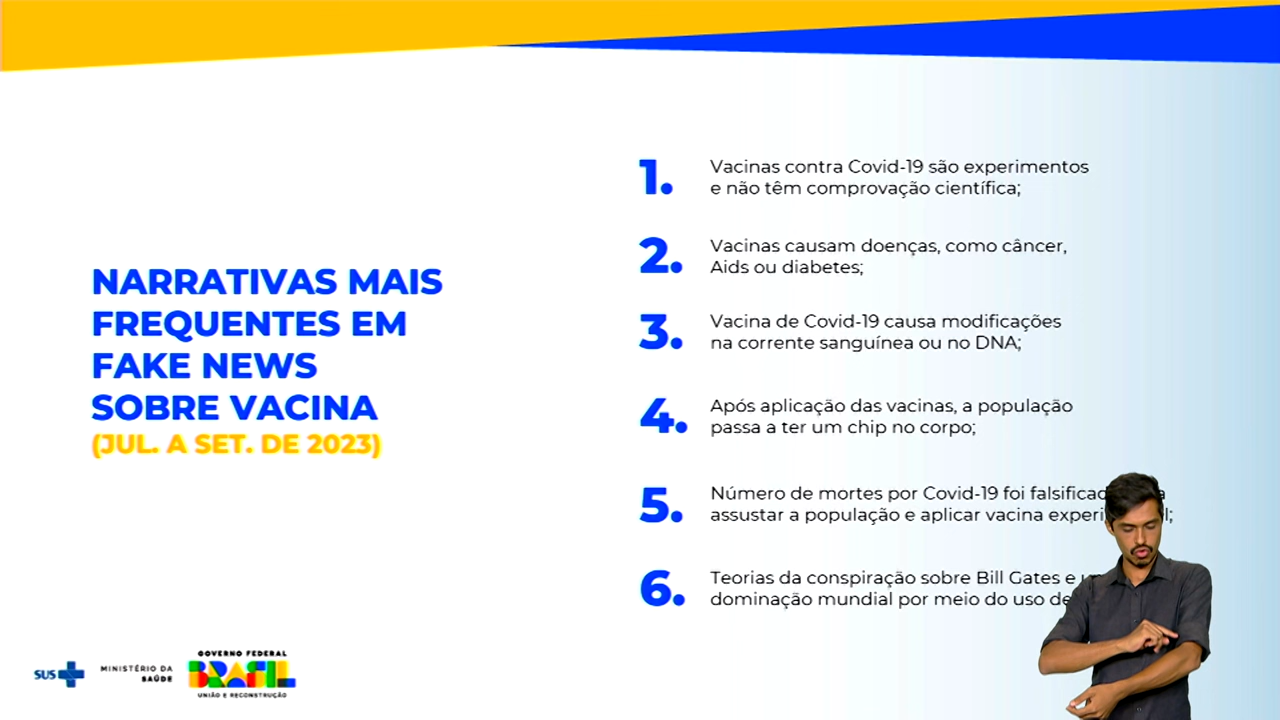 NARRATIVAS MAIS
FREQUENTES EM
FAKE NEWS
SOBRE VACINA
(JUL. A SET. DE 2023)
1. Vacinas contra Covid-19 são experimentos
e não têm comprovação científica;
2. Vacinas causam doenças, como câncer,
Aids ou diabetes;
3. Vacina de Covid-19 causa modificações
na corrente sanguínea ou no DNA;
4. Após aplicação das vacinas, a população
passa a ter um chip no corpo;
5. Número de mortes por Covid-19 foi
assustar a população e aplicar vacina
6. Teorias da conspiração sobre Bill Gates e
dominação mundial por meio do uso de
SUS
MINISTÉRIO DA
SAÚDE
GOVERNO FEDERAL
BRASIL
UNIÃO E RECONSTRUÇÃO